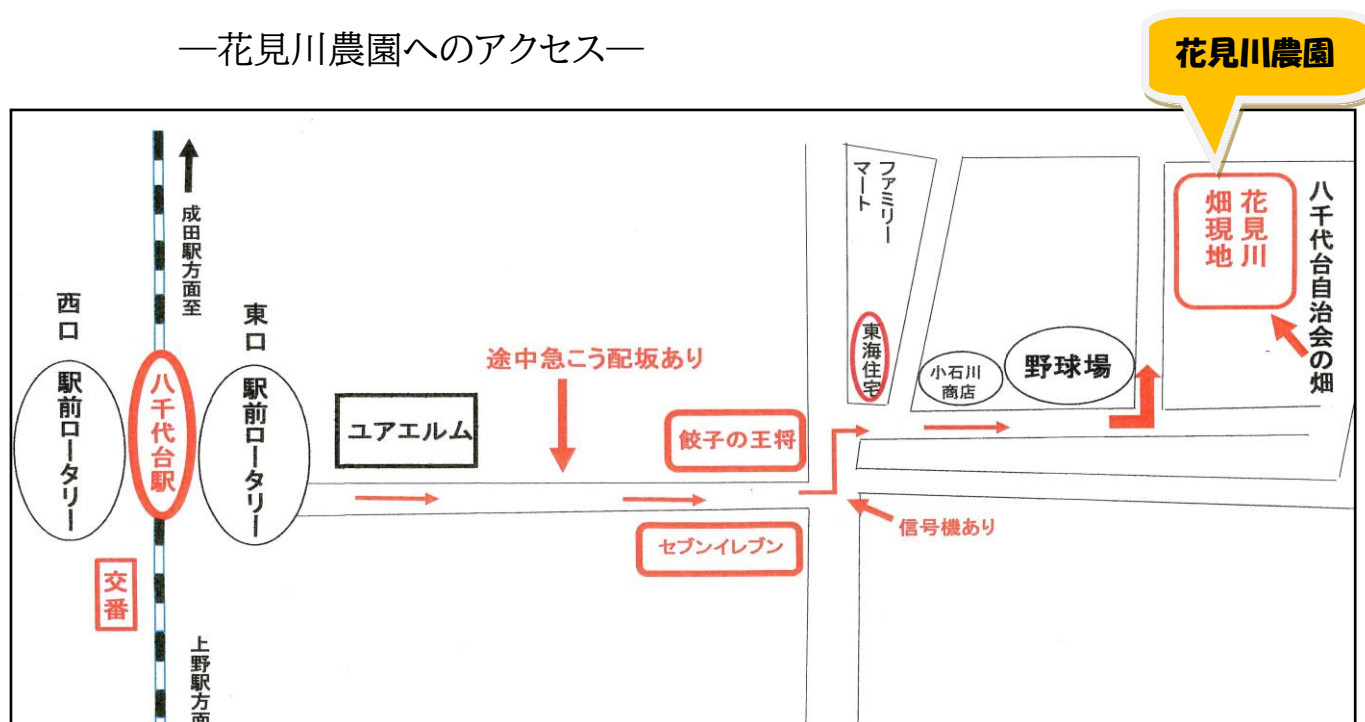 ―花見川農園へのアクセス―
花見川農園
成田駅方面至
西口
駅前ロータリー
八千代台駅
東口
駅前ロータリー
交番
上野駅方面
ユアエルム
途中急こう配坂あり
餃子の王将
セブンイレブン
信号機あり
ファミリー
マート
東海住宅
小石川
商店
野球場
花見川
畑現地
八千代台自治会の畑